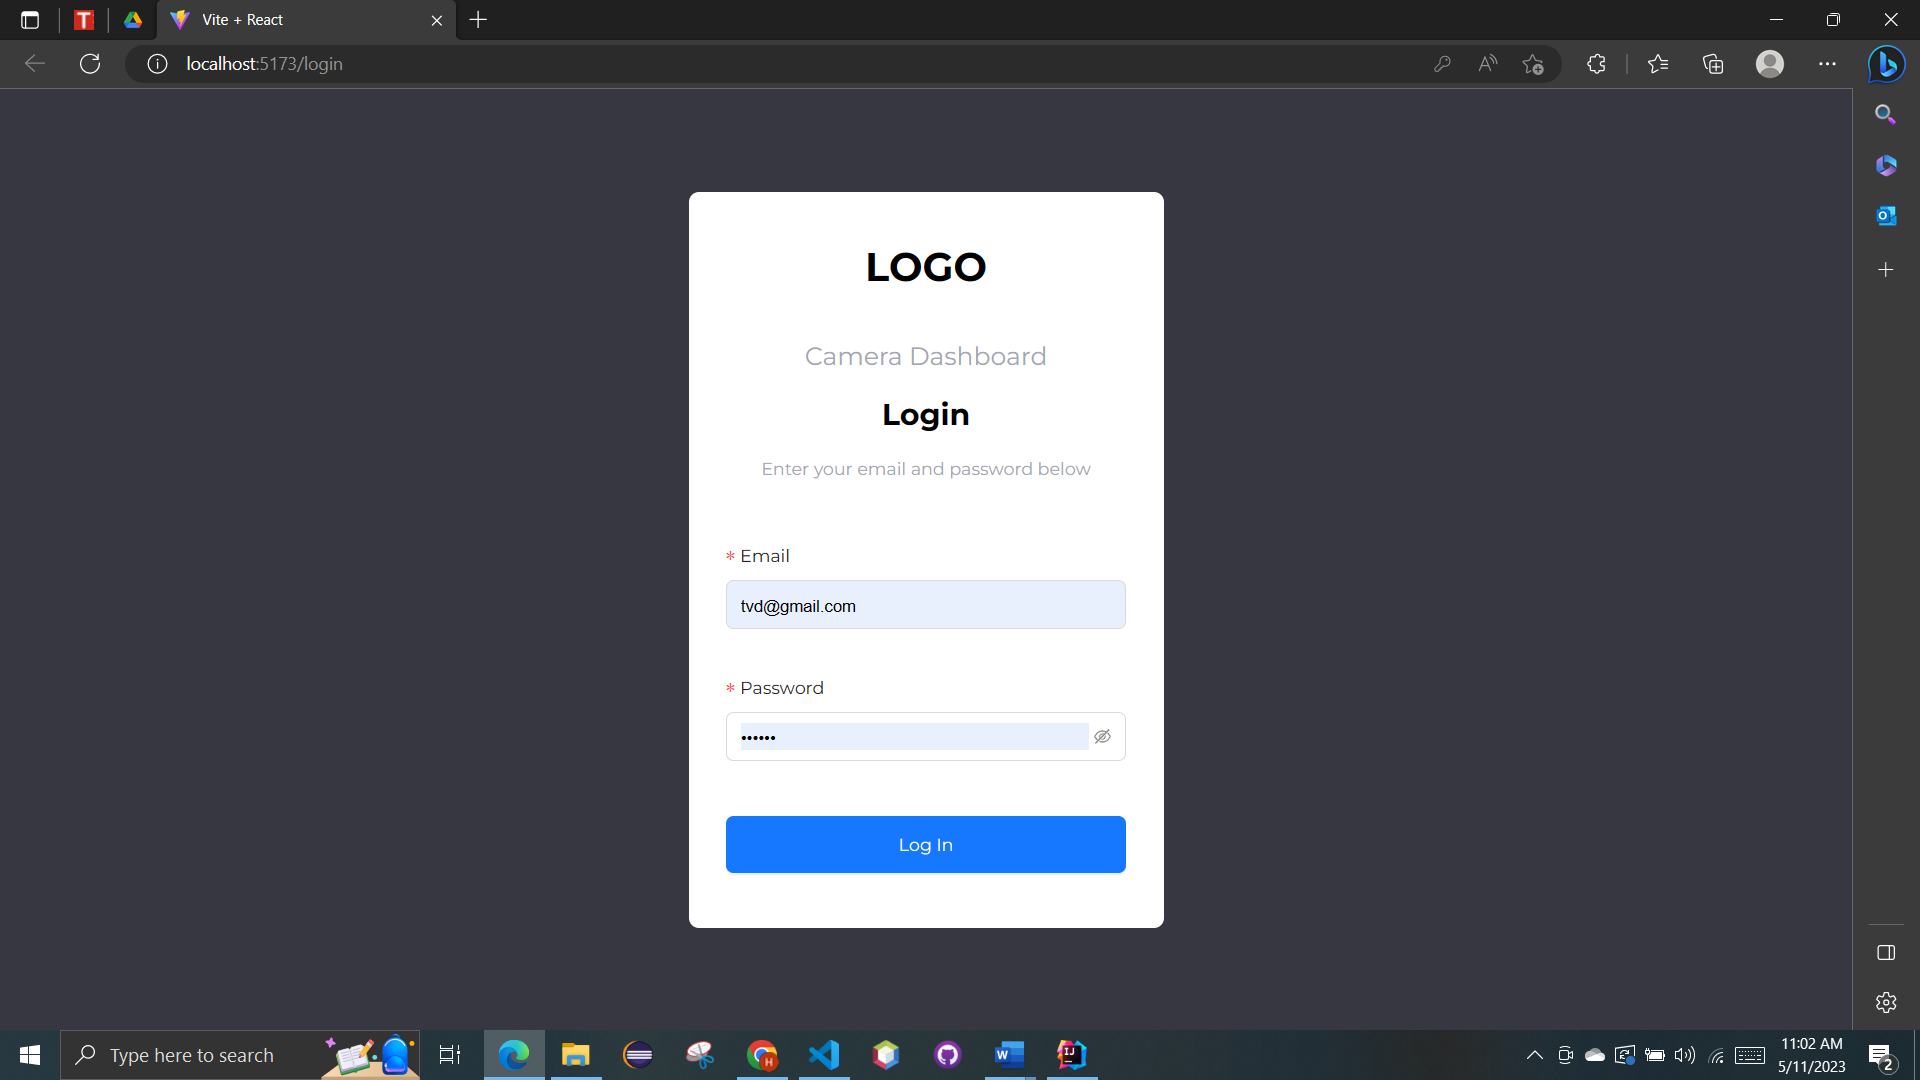 Vite + React
localhost:5173/login
LOGO
Camera Dashboard
Login
Enter your email and password below
* Email
tvd@gmail.com
* Password
••••••
Log In
Type here to search
11:02 AM
5/11/2023
2